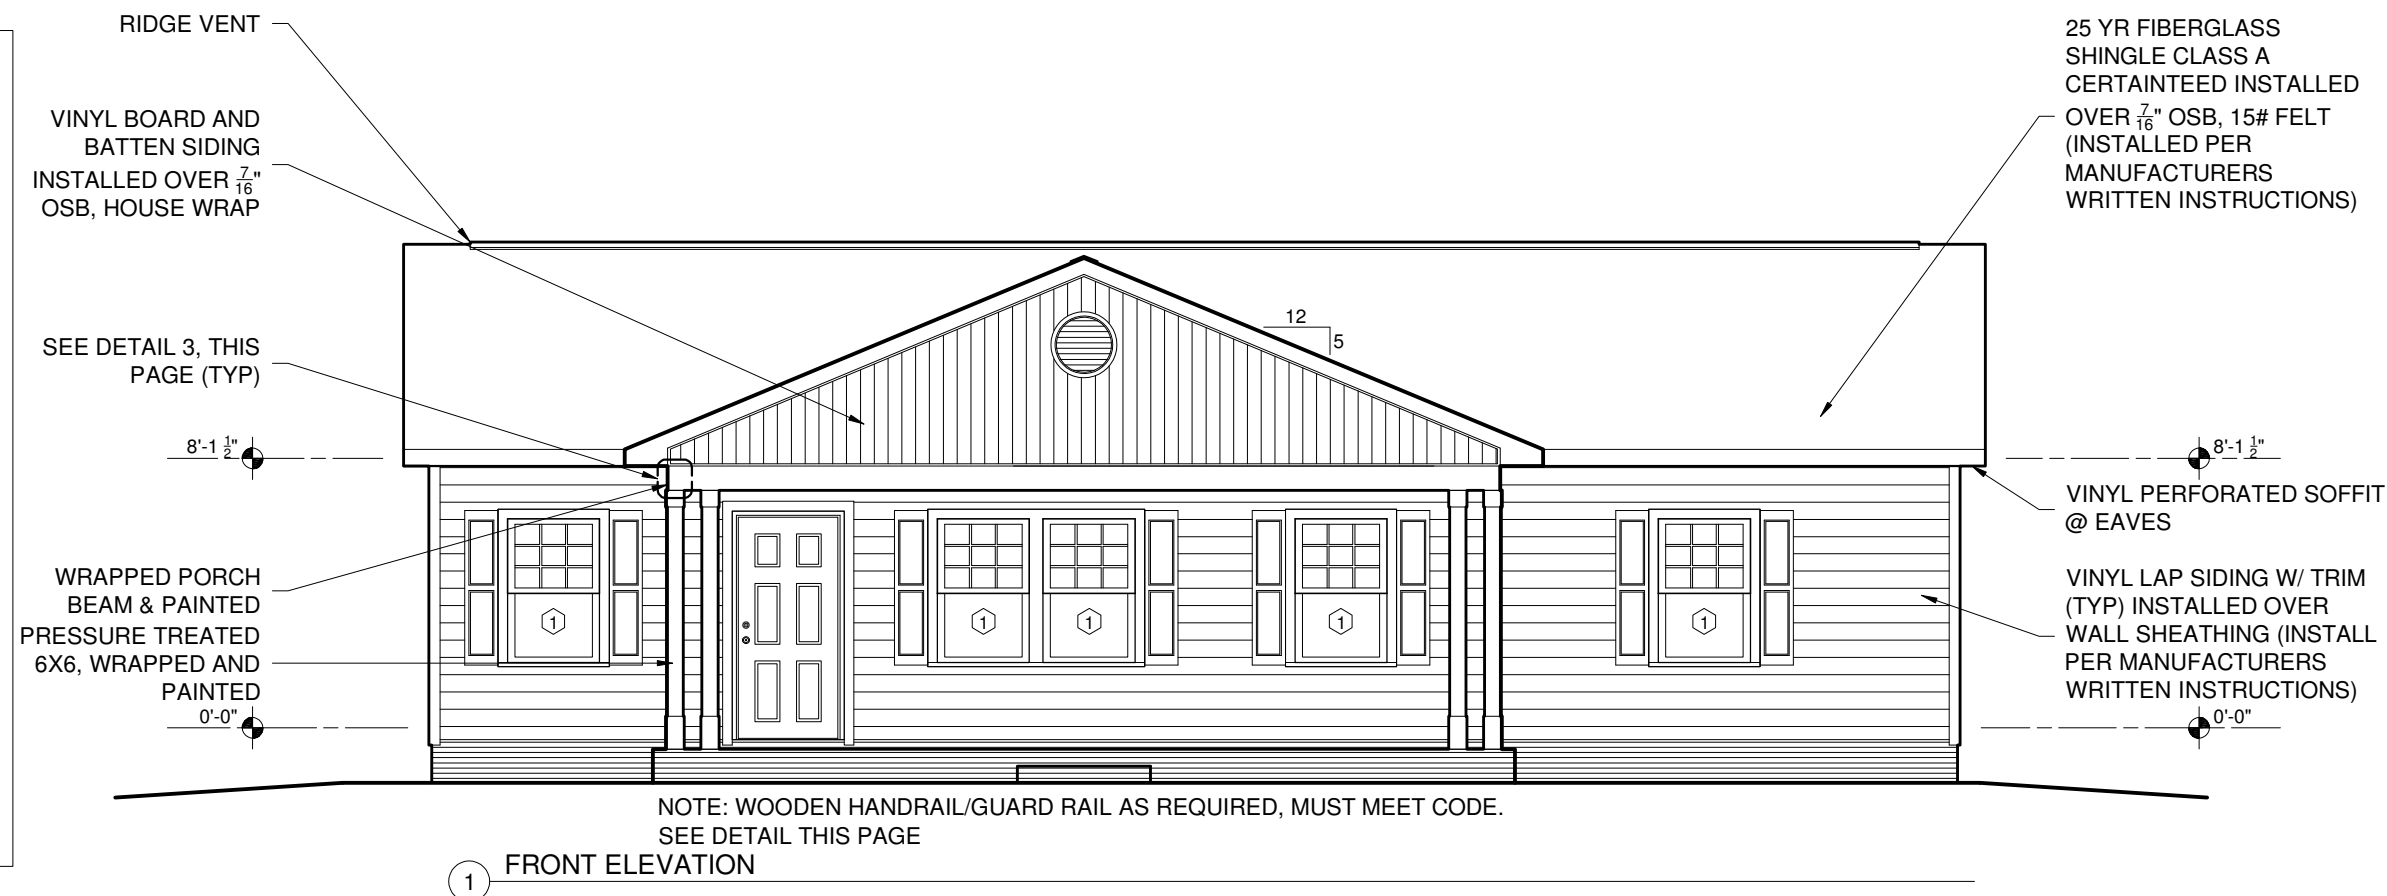 RIDGE VENT
VINYL BOARD AND
BATTEN SIDING
INSTALLED OVER 7/16"
OSB, HOUSE WRAP
SEE DETAIL 3, THIS
PAGE (TYP)
8'-1 1/2"
WRAPPED PORCH
BEAM & PAINTED
PRESSURE TREATED
6X6, WRAPPED AND
PAINTED
0'-0"
12
5
1
1
1
1
1
25 YR FIBERGLASS
SHINGLE CLASS A
CERTAINTEED INSTALLED
OVER 7/16" OSB, 15# FELT
(INSTALLED PER
MANUFACTURERS
WRITTEN INSTRUCTIONS)
8'-1 1/2"
VINYL PERFORATED SOFFIT
@ EAVES
VINYL LAP SIDING W/ TRIM
(TYP) INSTALLED OVER
WALL SHEATHING (INSTALL
PER MANUFACTURERS
WRITTEN INSTRUCTIONS)
0'-0"
NOTE: WOODEN HANDRAIL/GUARD RAIL AS REQUIRED, MUST MEET CODE.
SEE DETAIL THIS PAGE
1 FRONT ELEVATION